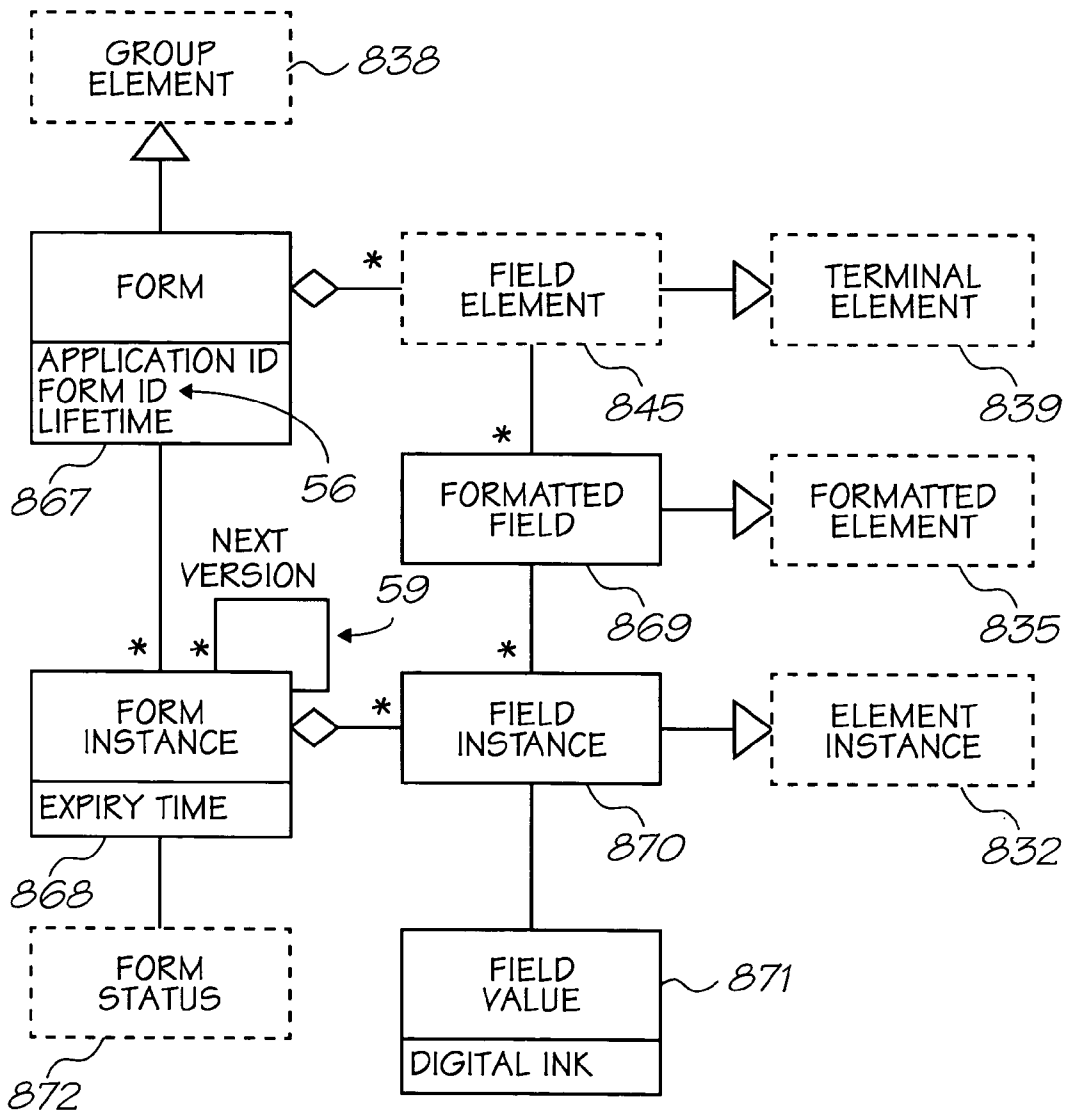 GROUP
ELEMENT
838
FORM
APPLICATION ID
FORM ID
LIFETIME
867
56
*
FIELD
ELEMENT
845
TERMINAL
ELEMENT
839
*
FORMATTED
FIELD
869
FORMATTED
ELEMENT
835
NEXT
VERSION
59
*
*
FORM
INSTANCE
EXPIRY TIME
868
*
*
FIELD
INSTANCE
870
ELEMENT
INSTANCE
832
FORM
STATUS
872
FIELD
VALUE
DIGITAL INK
871